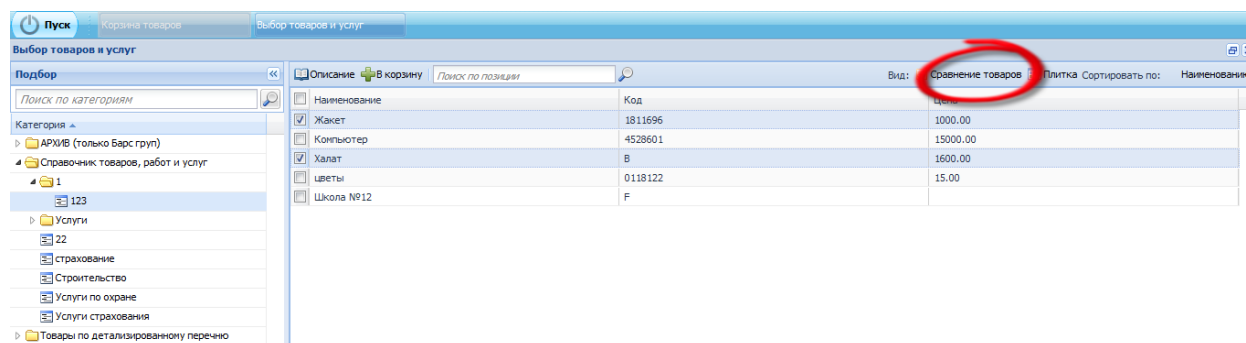 Пуск Корзина товаров Выбор товаров и услуг
Выбор товаров и услуг
Подбор
Описание В корзину Поиск по позиции Вид: Сравнение товаров Плитка Сортировать по: Наименовани
Поиск по категориям
Наименование Код Цена
Категория
Жакет 1811696 1000.00
АРХИВ (только Барс груп)
Компьютер 4528601 15000.00
Справочник товаров, работ и услуг
Халат B 1600.00
1
цветы 0118122 15.00
123
Школа №12 F
Услуги
22
страхование
Строительство
Услуги по охране
Услуги страхования
Товары по детализированному перечню